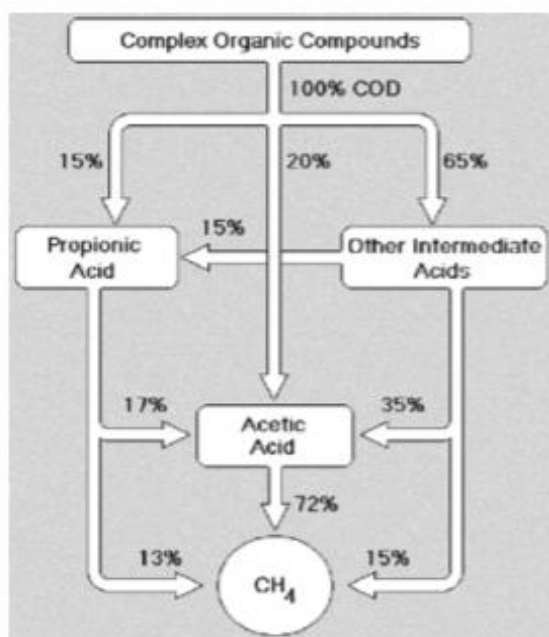 Complex Organic Compounds
100% COD
15%
20%
65%
Propionic
Acid
15%
Other Intermediate
Acids
17%
Acetic
Acid
35%
72%
13%
CH4
15%